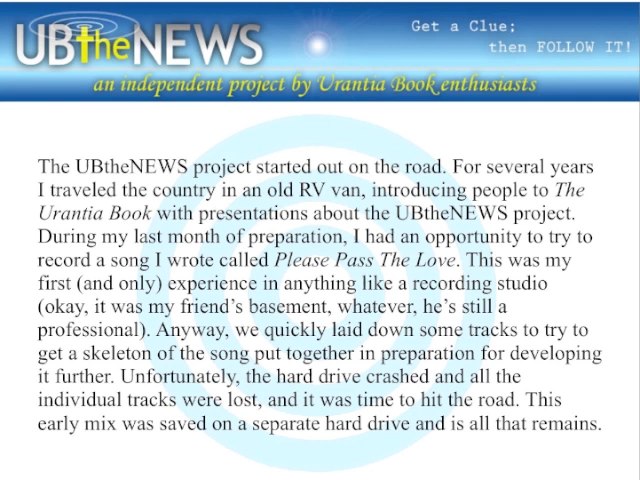 UBtheNEWS
Get a Clue;
then FOLLOW IT!
an independent project by Urantia Book enthusiasts
The UBtheNEWS project started out on the road. For several years
I traveled the country in an old RV van, introducing people to The
Urantia Book with presentations about the UBtheNEWS project.
During my last month of preparation, I had an opportunity to try to
record a song I wrote called Please Pass The Love. This was my
first (and only) experience in anything like a recording studio
(okay, it was my friend's basement, whatever, he's still a
professional). Anyway, we quickly laid down some tracks to try to
get a skeleton of the song put together in preparation for developing
it further. Unfortunately, the hard drive crashed and all the
individual tracks were lost, and it was time to hit the road. This
early mix was saved on a separate hard drive and is all that remains.